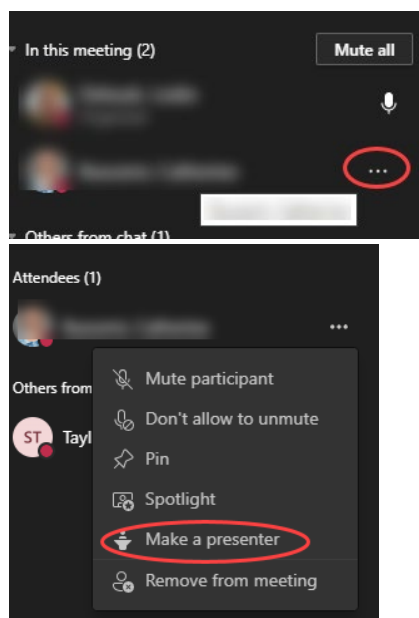 In this meeting (2) Mute all
Others from chat (1)
Attendees (1)
Others from
ST Tayl
Mute participant
Don't allow to unmute
Pin
Spotlight
Make a presenter
Remove from meeting